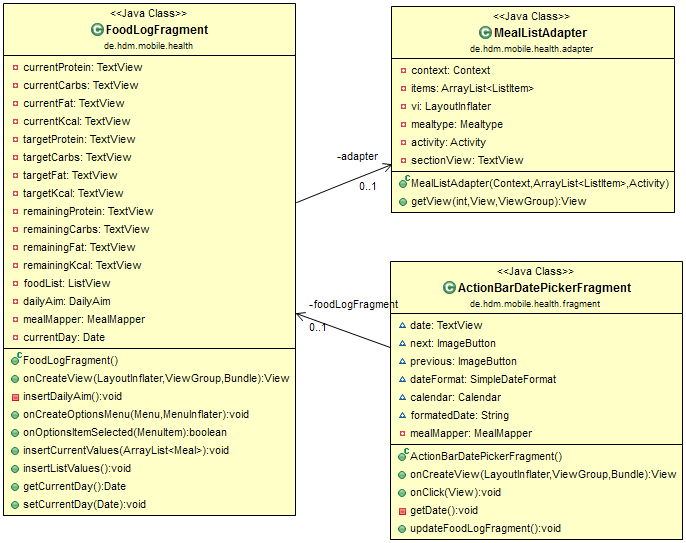 <<Java Class>>
FoodLogFragment
de.hdm.mobile.health
currentProtein: TextView
currentCarbs: TextView
currentFat: TextView
currentKcal: TextView
targetProtein: TextView
targetCarbs: TextView
targetFat: TextView
targetKcal: TextView
remainingProtein: TextView
remainingCarbs: TextView
remainingFat: TextView
remainingKcal: TextView
foodList: ListView
dailyAim: DailyAim
mealMapper: MealMapper
currentDay: Date
FoodLogFragment()
onCreateView(LayoutInflater,ViewGroup,Bundle):View
insertDailyAim():void
onCreateOptionsMenu(Menu,MenuInflater):void
onOptionsItemSelected(MenuItem):boolean
insertCurrentValues(ArrayList<Meal>):void
insertListValues():void
getCurrentDay():Date
setCurrentDay(Date):void
-adapter
0..1
<<Java Class>>
MealListAdapter
de.hdm.mobile.health.adapter
context: Context
items: ArrayList<ListItem>
vi: LayoutInflater
mealtype: Mealtype
activity: Activity
sectionView: TextView
MealListAdapter(Context,ArrayList<ListItem>,Activity)
getView(int,View,ViewGroup):View
-foodLogFragment
0..1
<<Java Class>>
ActionBarDatePickerFragment
de.hdm.mobile.health.fragment
date: TextView
next: ImageButton
previous: ImageButton
dateFormat: SimpleDateFormat
calendar: Calendar
formatedDate: String
mealMapper: MealMapper
ActionBarDatePickerFragment()
onCreateView(LayoutInflater,ViewGroup,Bundle):View
onClick(View):void
getDate():void
updateFoodLogFragment():void